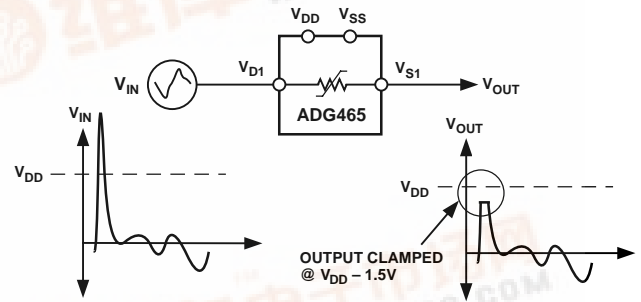 VDD VSS
VIN
VD1
VS1
VOUT
ADG465
VIN
VDD
VOUT
VDD
OUTPUT CLAMPED
@ VDD – 1.5V